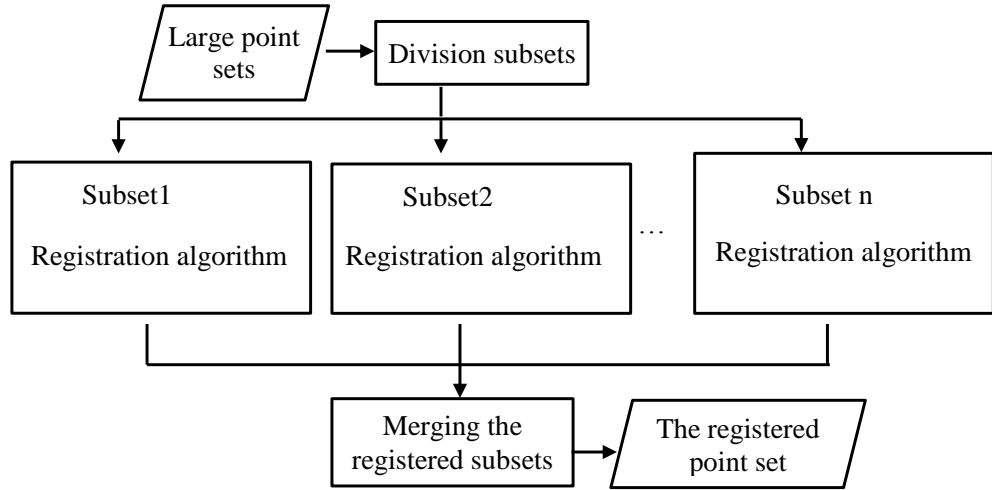 Large point
sets
Division subsets
Subset1
Registration algorithm
Subset2
Registration algorithm
...
Subset n
Registration algorithm
Merging the
registered subsets
The registered
point set